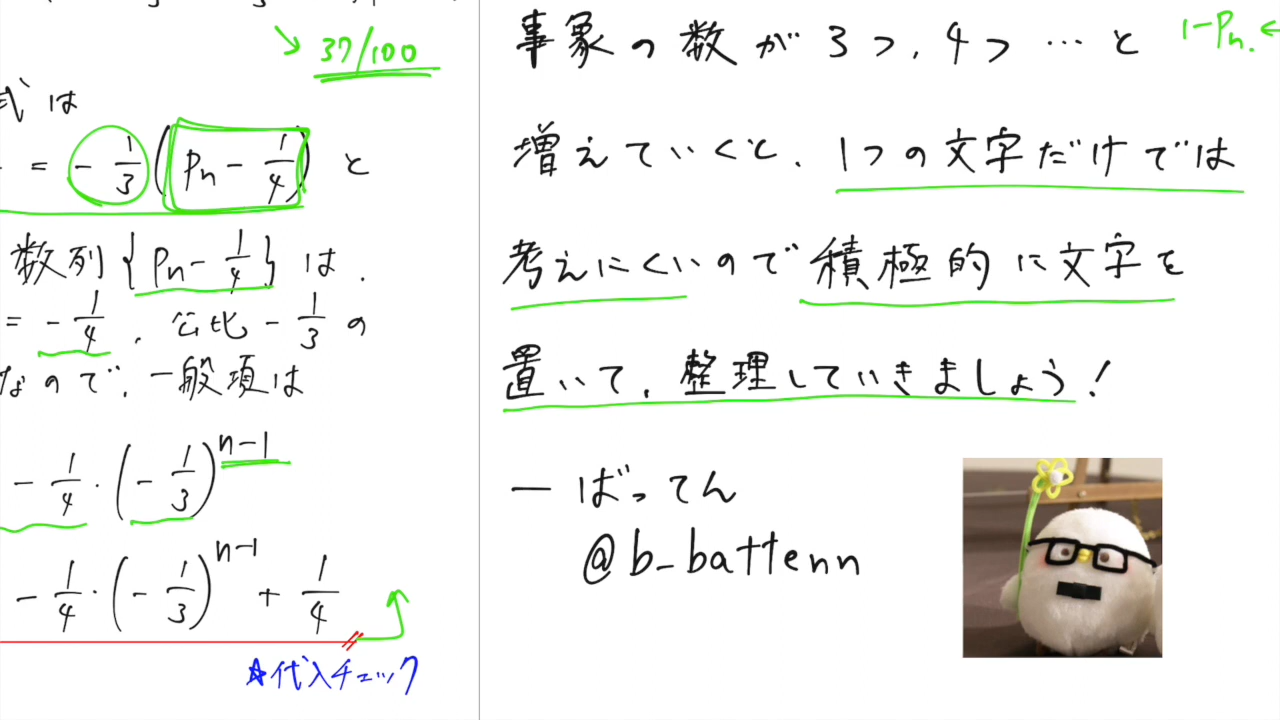 37/100
式は
= - 1/3 (Pn - 1/4) と
数列 {Pn - 1/4} は.
= - 1/4 . 公比 - 1/3 の
なので, 一般項は
- 1/4 · (- 1/3)^{n-1}
- 1/4 · (- 1/3)^{n-1} + 1/4
☆代入チェック
事象の数が3つ, 4つ … と
1-Pn. ←
増えていくと, 1つの文字だけでは
考えにくいので積極的に文字を
置いて, 整理していきましょう!
— ばってん
@b_battenn